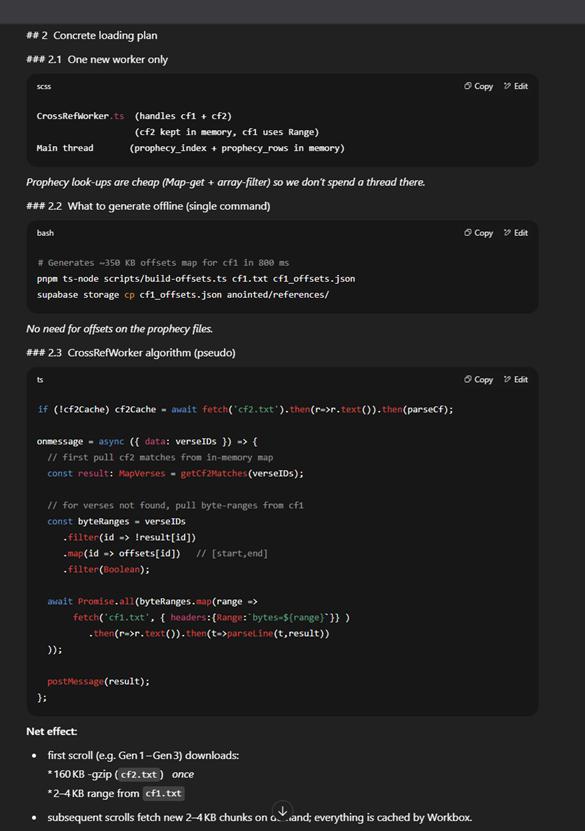 ## 2 Concrete loading plan
### 2.1 One new worker only
scss
Copy Edit
CrossRefWorker.ts (handles cf1 + cf2)
(cf2 kept in memory, cf1 uses Range)
Main thread (prophecy_index + prophecy_rows in memory)
Prophecy look-ups are cheap (Map-get + array-filter) so we don't spend a thread there.
### 2.2 What to generate offline (single command)
bash
Copy Edit
# Generates ~350 KB offsets map for cf1 in 800 ms
pnpm ts-node scripts/build-offsets.ts cf1.txt cf1_offsets.json
supabase storage cp cf1_offsets.json anointed/references/
No need for offsets on the prophecy files.
### 2.3 CrossRefWorker algorithm (pseudo)
ts
Copy Edit
if (!cf2Cache) cf2Cache = await fetch('cf2.txt').then(r=>r.text()).then(parseCf);
onmessage = async ({ data: verseIDs }) => {
// first pull cf2 matches from in-memory map
const result: MapVerses = getCf2Matches(verseIDs);
// for verses not found, pull byte-ranges from cf1
const byteRanges = verseIDs
.filter(id => !result[id])
.map(id => offsets[id]) // [start,end]
.filter(Boolean);
await Promise.all(byteRanges.map(range =>
fetch('cf1.txt', { headers:{Range:`bytes=${range}`}} )
.then(r=>r.text()).then(t=>parseLine(t,result))
));
postMessage(result);
};
Net effect:
• first scroll (e.g. Gen 1–Gen 3) downloads:
* 160 KB -gzip (cf2.txt) once
* 2–4 KB range from cf1.txt
• subsequent scrolls fetch new 2–4 KB chunks on and; everything is cached by Workbox.